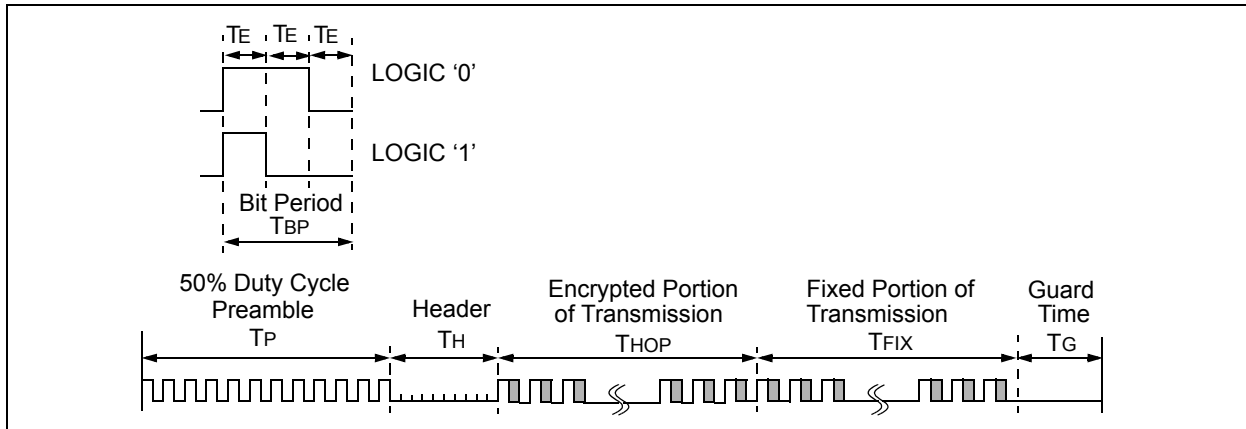 TE TE TE
LOGIC ‘0’
LOGIC ‘1’
Bit Period
TBP
50% Duty Cycle
Preamble
TP
Header
TH
Encrypted Portion
of Transmission
THOP
Fixed Portion of
Transmission
TFIX
Guard
Time
TG